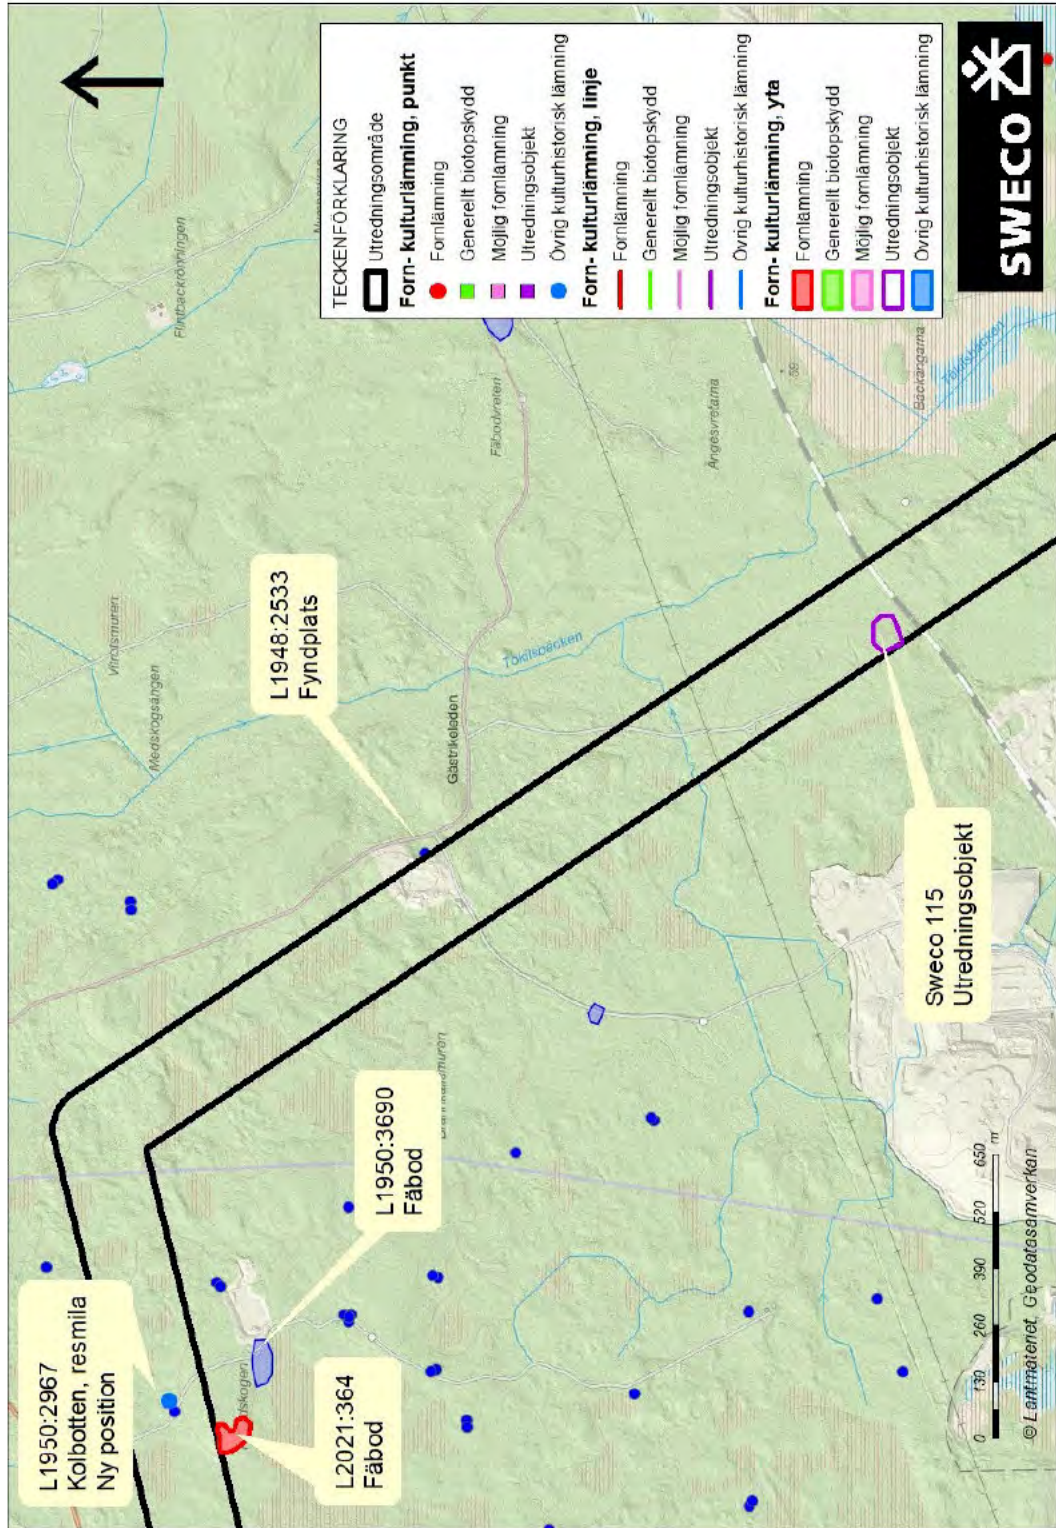 L1950:2967
Kolbotten, resmila
Ny position
L2021:364
Fäbod
L1950:3690
Fäbod
L1948:2533
Fyndplats
Sweco 115
Utredningsobjekt
Medskogsängen
Gästrikeleden
Tolilsbäcken
Fäbodvreten
Flintbackrönningen
Ängesvretarna
Backängarna
59
TECKENFÖRKLARING
Utredningsområde
Forn- kulturlämning, punkt
Fornlämning
Generellt biotopskydd
Möjlig fornlämning
Utredningsobjekt
Övrig kulturhistorisk lämning
Forn- kulturlämning, linje
Fornlämning
Generellt biotopskydd
Möjlig fornlämning
Utredningsobjekt
Övrig kulturhistorisk lämning
Forn- kulturlämning, yta
Fornlämning
Generellt biotopskydd
Möjlig fornlämning
Utredningsobjekt
Övrig kulturhistorisk lämning
0 130 260 390 520 650
m
© Lantmäteriet, Geodatasamverkan
SWECO